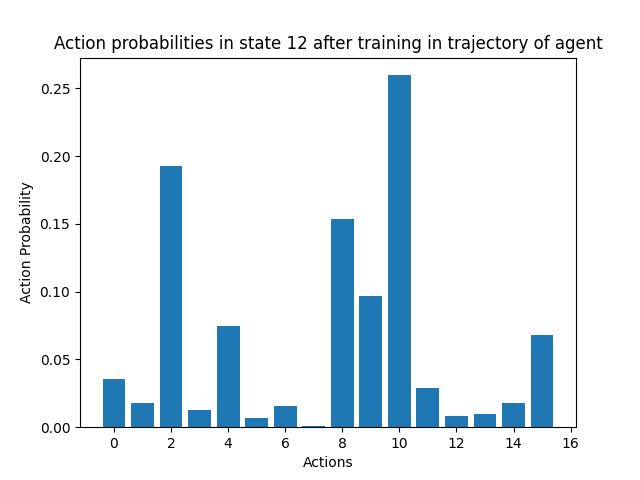 Action probabilities in state 12 after training in trajectory of agent
0.25
0.20
0.15
0.10
0.05
0.00
Action Probability
0 2 4 6 8 10 12 14 16
Actions